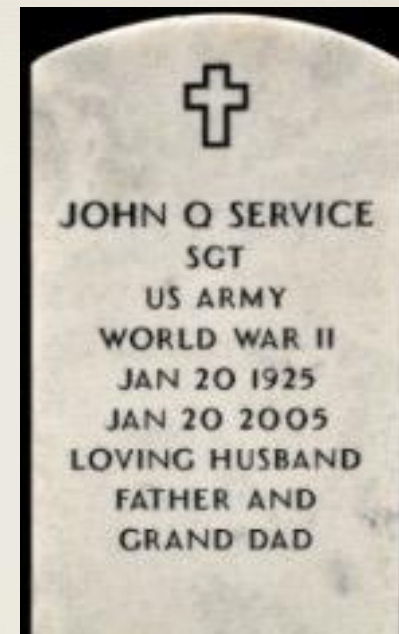 JOHN Q SERVICE
SGT
US ARMY
WORLD WAR II
JAN 20 1925
JAN 20 2005
LOVING HUSBAND
FATHER AND
GRAND DAD